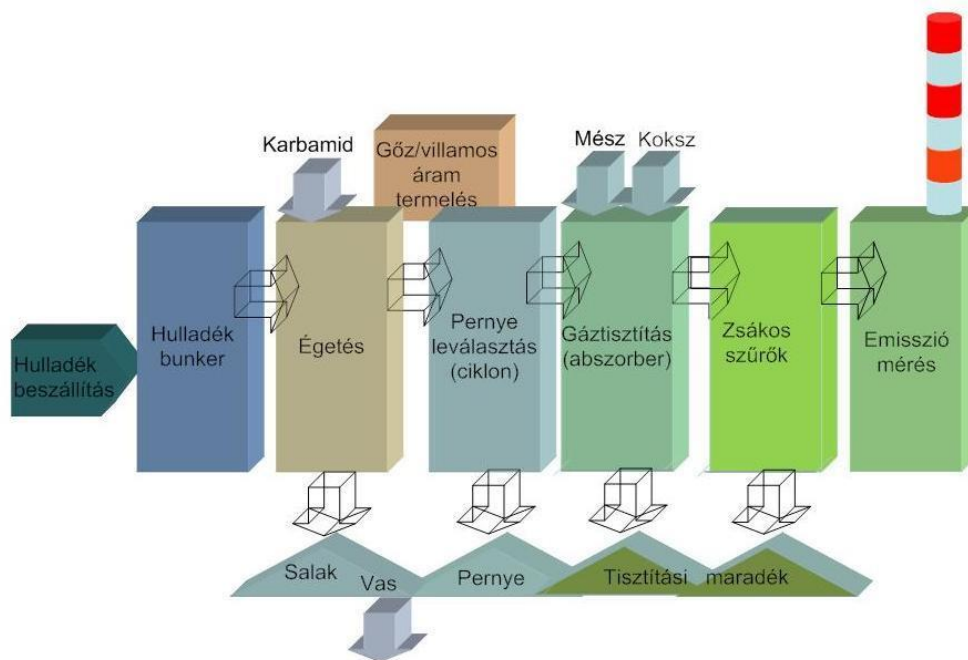 Karbamid
Gőz/villamos
áram
termelés
Mész
Koksz
Hulladék
beszállítás
Hulladék
bunker
Égetés
Pernye
leválasztás
(ciklon)
Gáztisztítás
(abszorber)
Zsákos
szűrők
Emisszió
mérés
Salak
Vas
Pernye
Tisztítási maradék